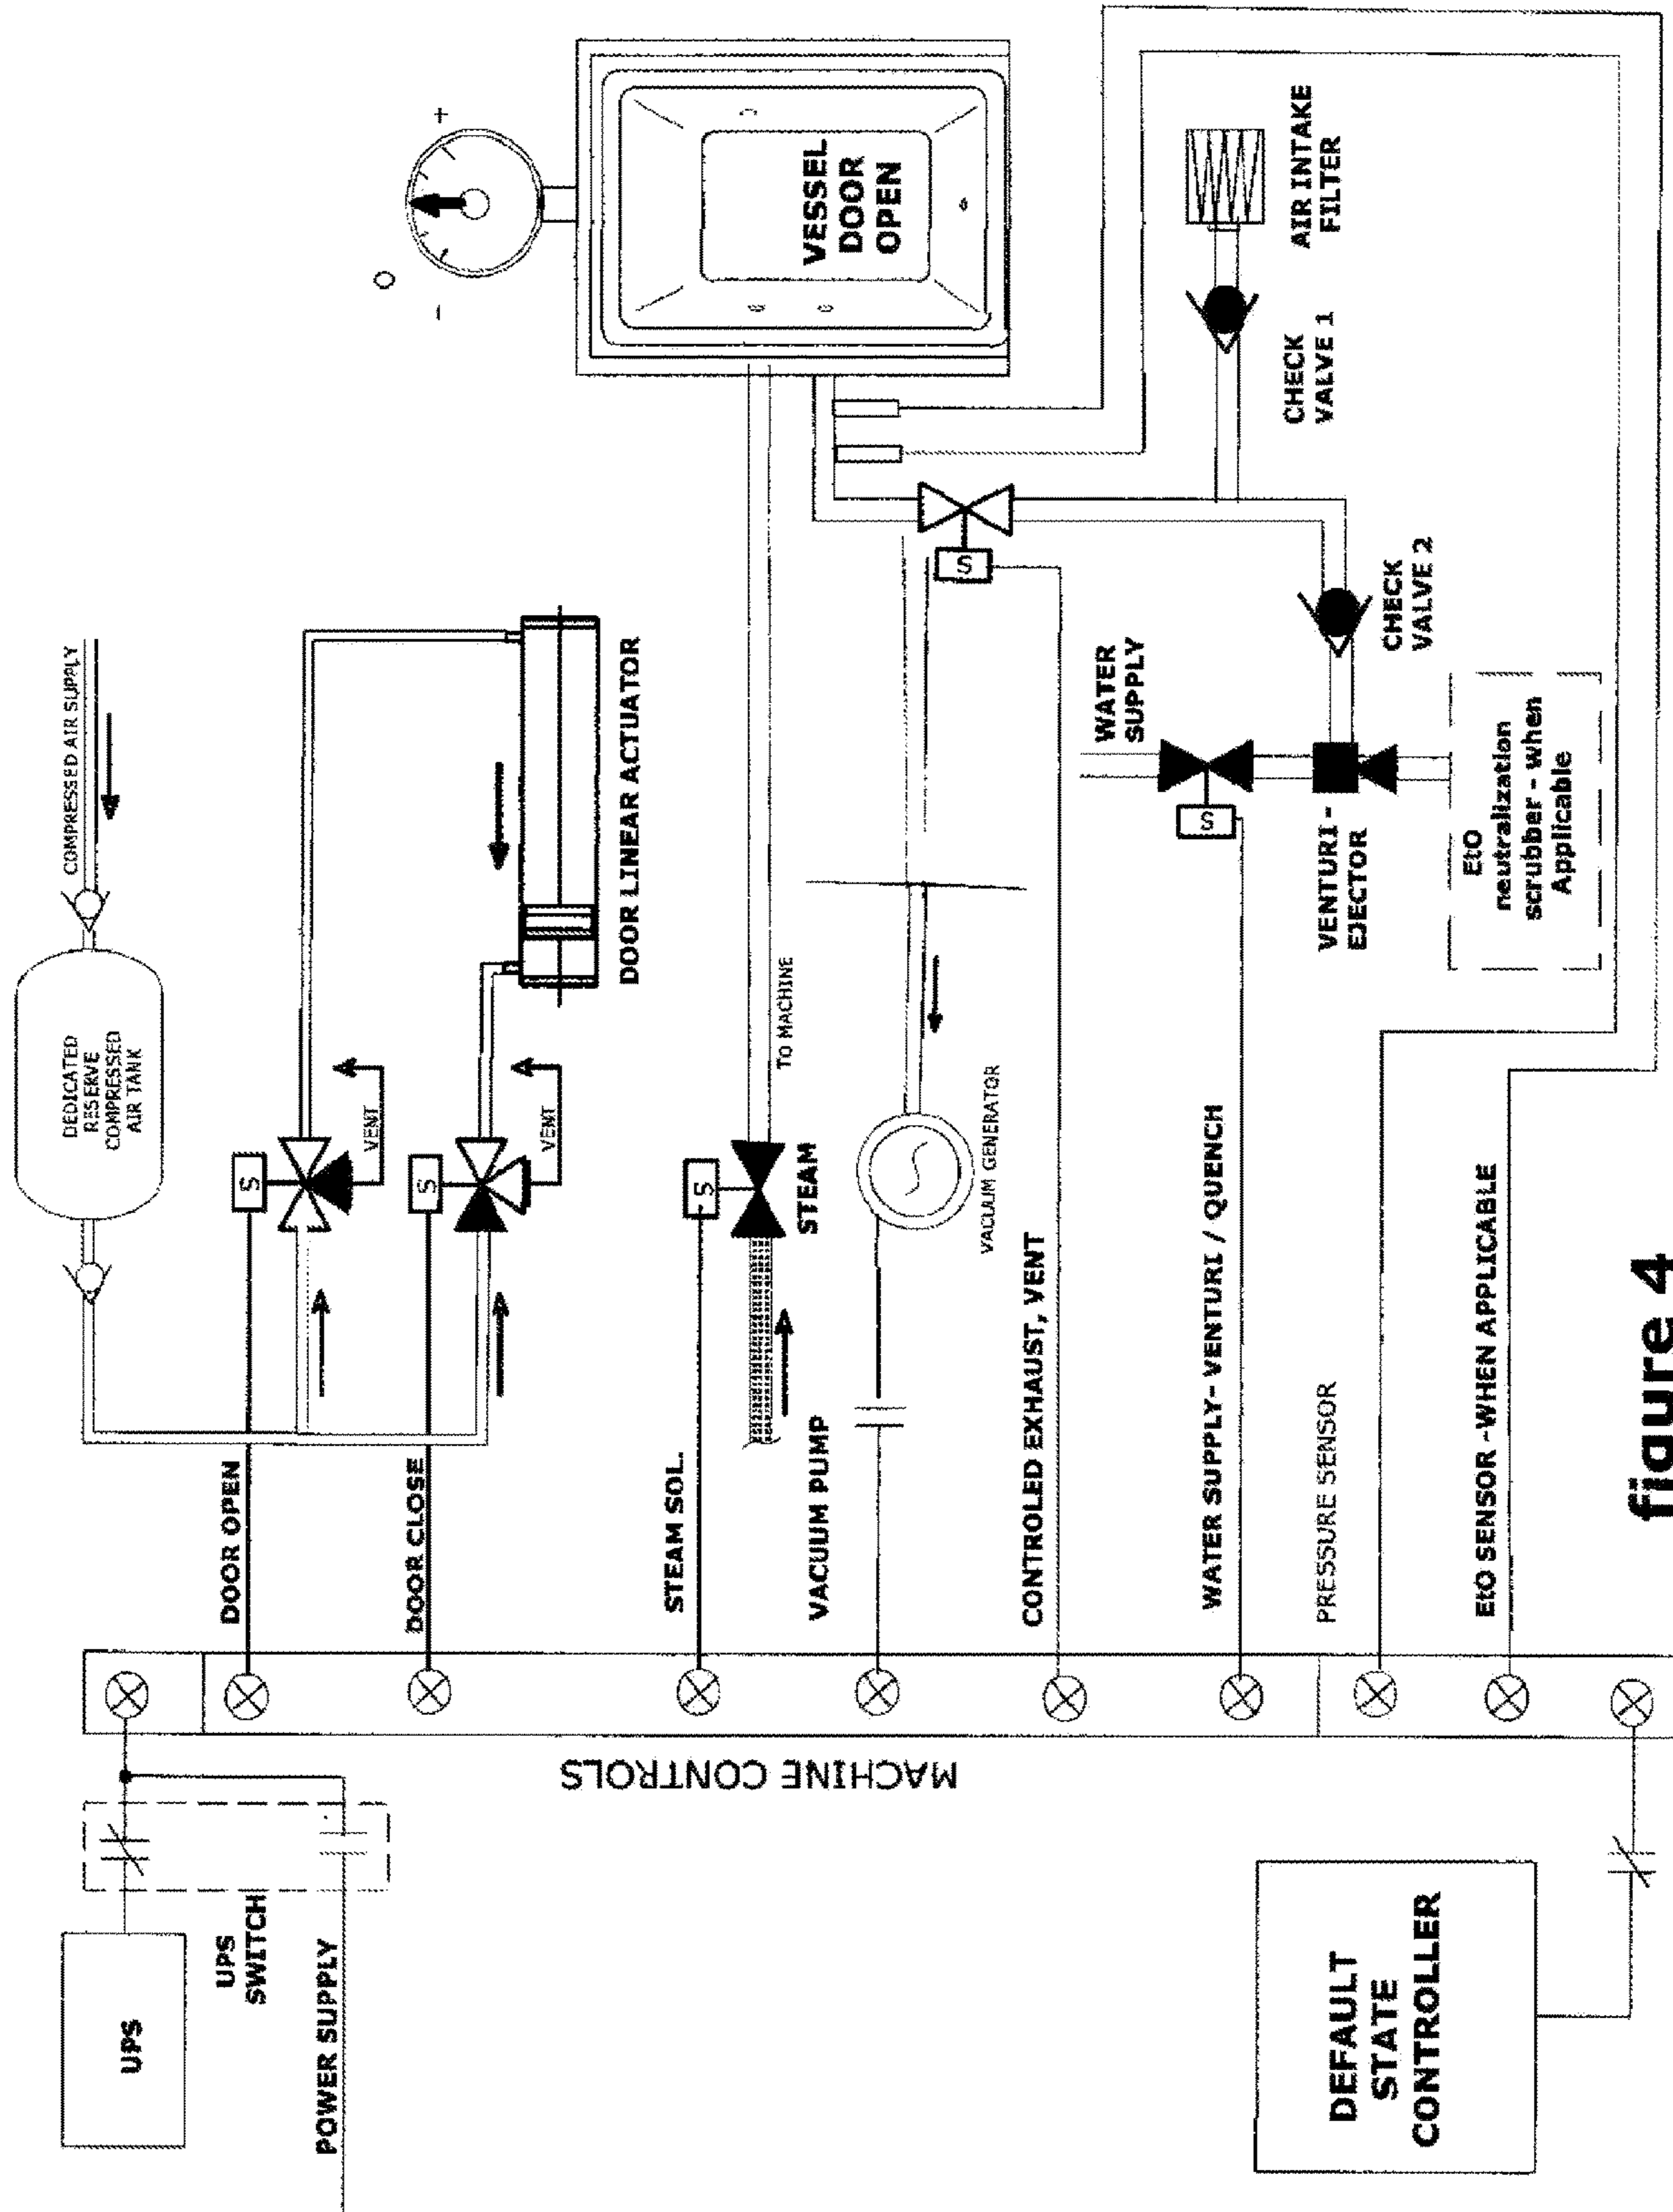 COMPRESSED AIR SUPPLY
DEDICATED
RESERVE
COMPRESSED
AIR TANK
UPS
UPS
SWITCH
POWER SUPPLY
DOOR OPEN
S
VENT
DOOR CLOSE
S
VENT
DOOR LINEAR ACTUATOR
O
-
+
VESSEL
DOOR
OPEN
MACHINE CONTROLS
STEAM SOL.
S
STEAM
TO MACHINE
VACUUM PUMP
VACUUM GENERATOR
CONTROLED EXHAUST, VENT
S
WATER
SUPPLY
S
WATER SUPPLY- VENTURI / QUENCH
AIR INTAKE
FILTER
CHECK
VALVE 1
CHECK
VALVE 2
VENTURI -
EJECTOR
EtO
neutralization
scrubber - when
Applicable
PRESSURE SENSOR
EtO SENSOR -WHEN APPLICABLE
DEFAULT
STATE
CONTROLLER
figure 4